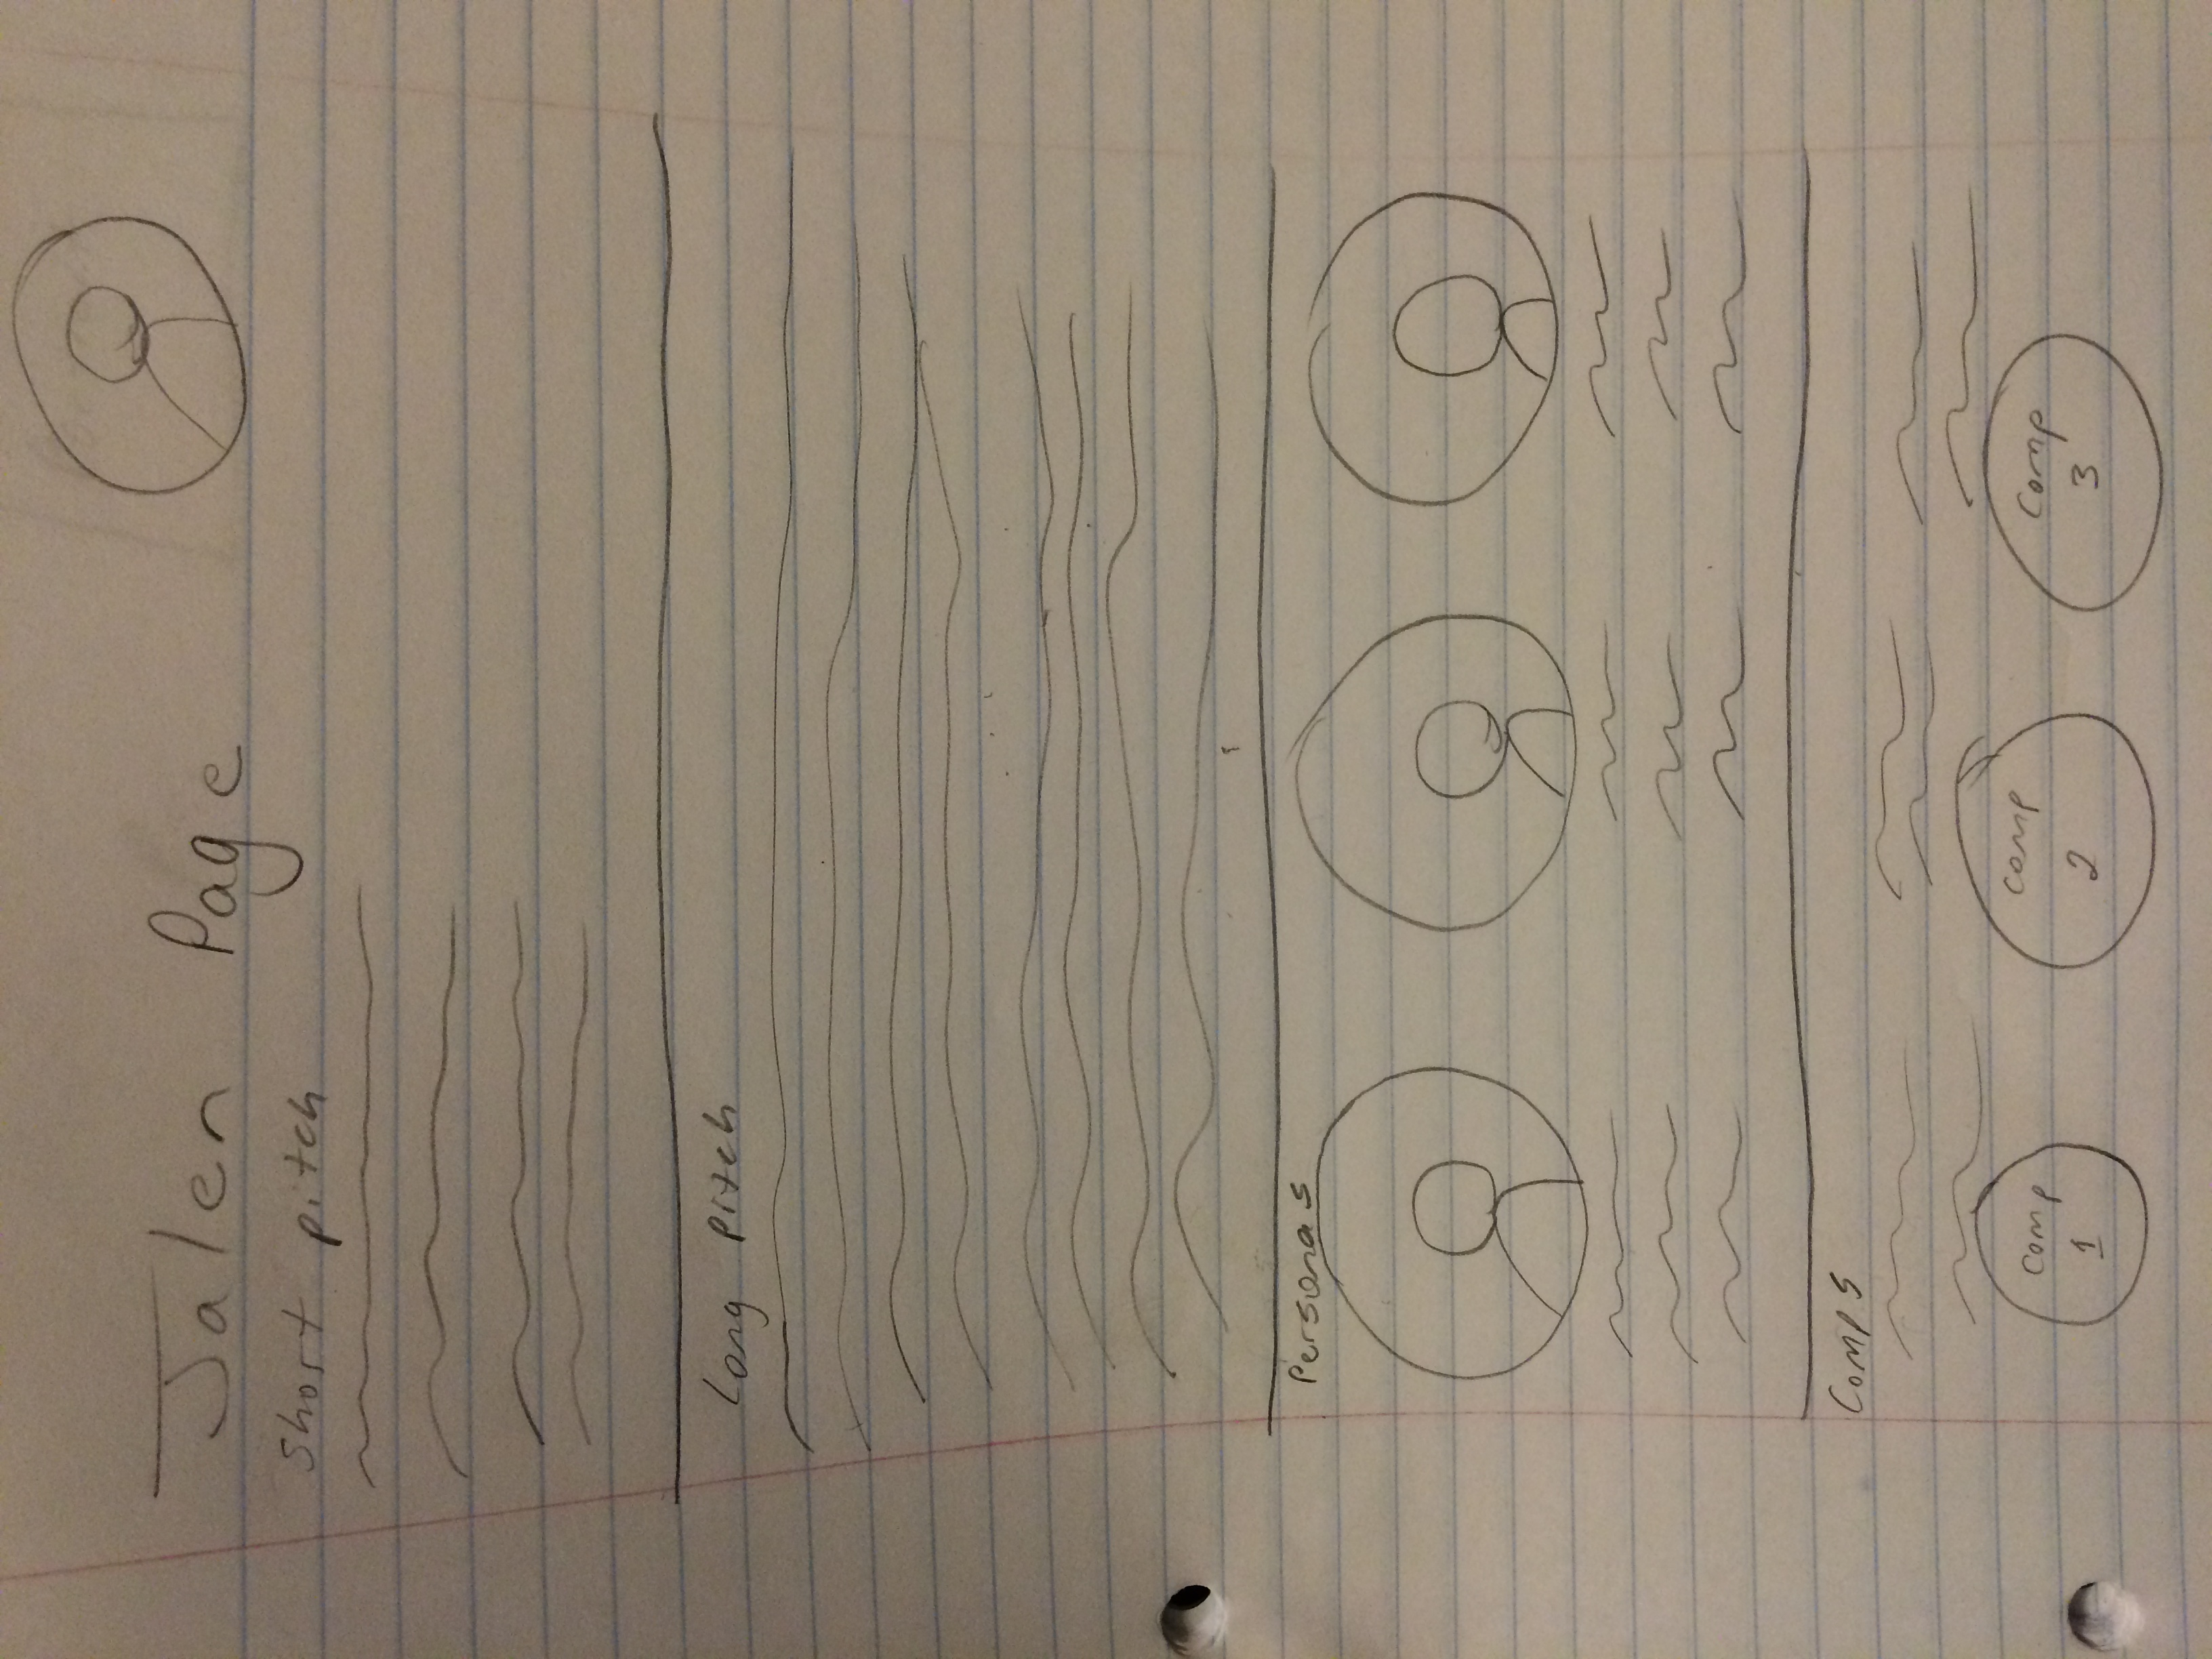 Jalen Page
Short pitch
Long pitch
Personas
Comps
Comp
1
Comp
2
Comp
3